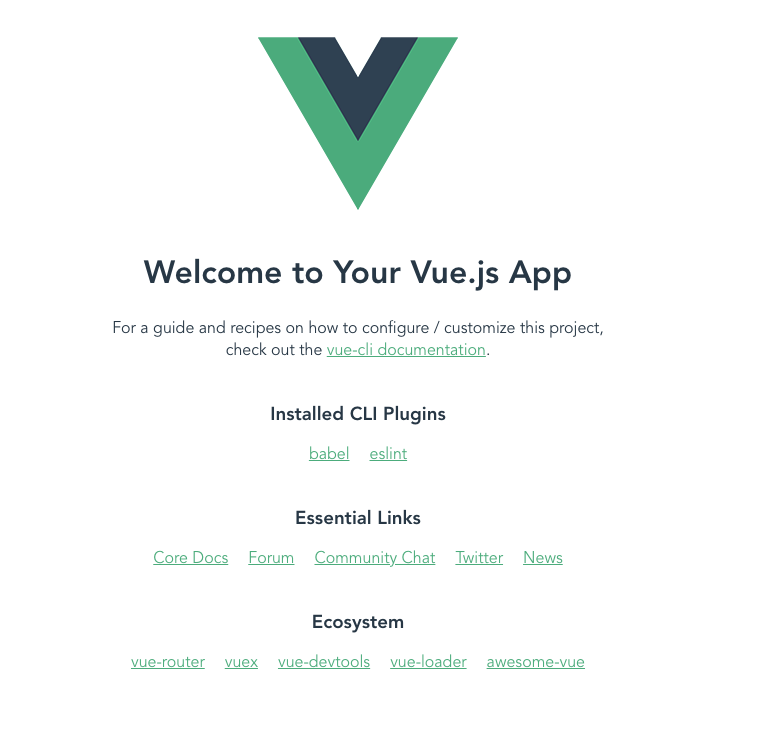 Welcome to Your Vue.js App
For a guide and recipes on how to configure / customize this project,
check out the vue-cli documentation.
Installed CLI Plugins
babel eslint
Essential Links
Core Docs Forum Community Chat Twitter News
Ecosystem
vue-router vuex vue-devtools vue-loader awesome-vue